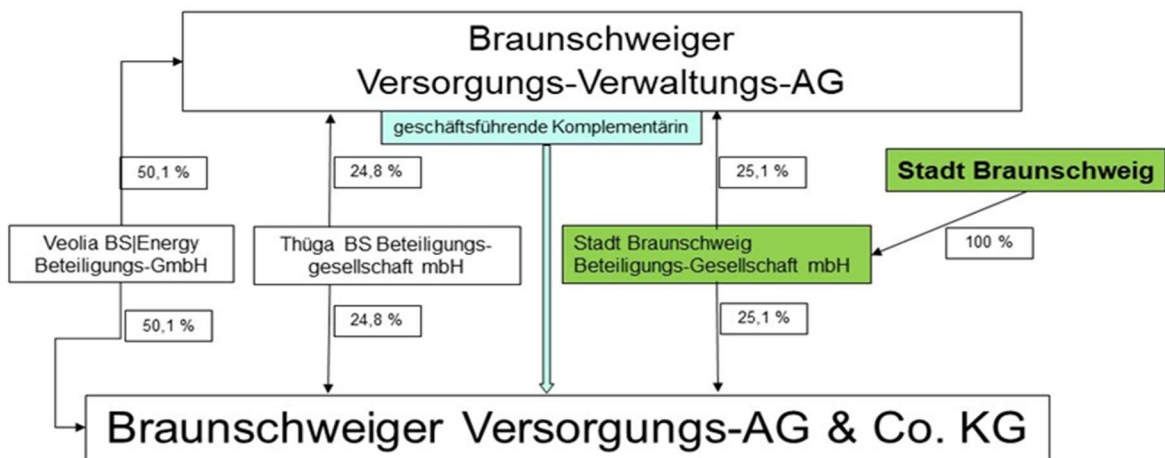 Braunschweiger
Versorgungs-Verwaltungs-AG
geschäftsführende Komplementärin
50,1 %
24,8 %
25,1 %
Stadt Braunschweig
100 %
Veolia BS|Energy
Beteiligungs-GmbH
Thüga BS Beteiligungs-
gesellschaft mbH
Stadt Braunschweig
Beteiligungs-Gesellschaft mbH
50,1 %
24,8 %
25,1 %
Braunschweiger Versorgungs-AG & Co. KG